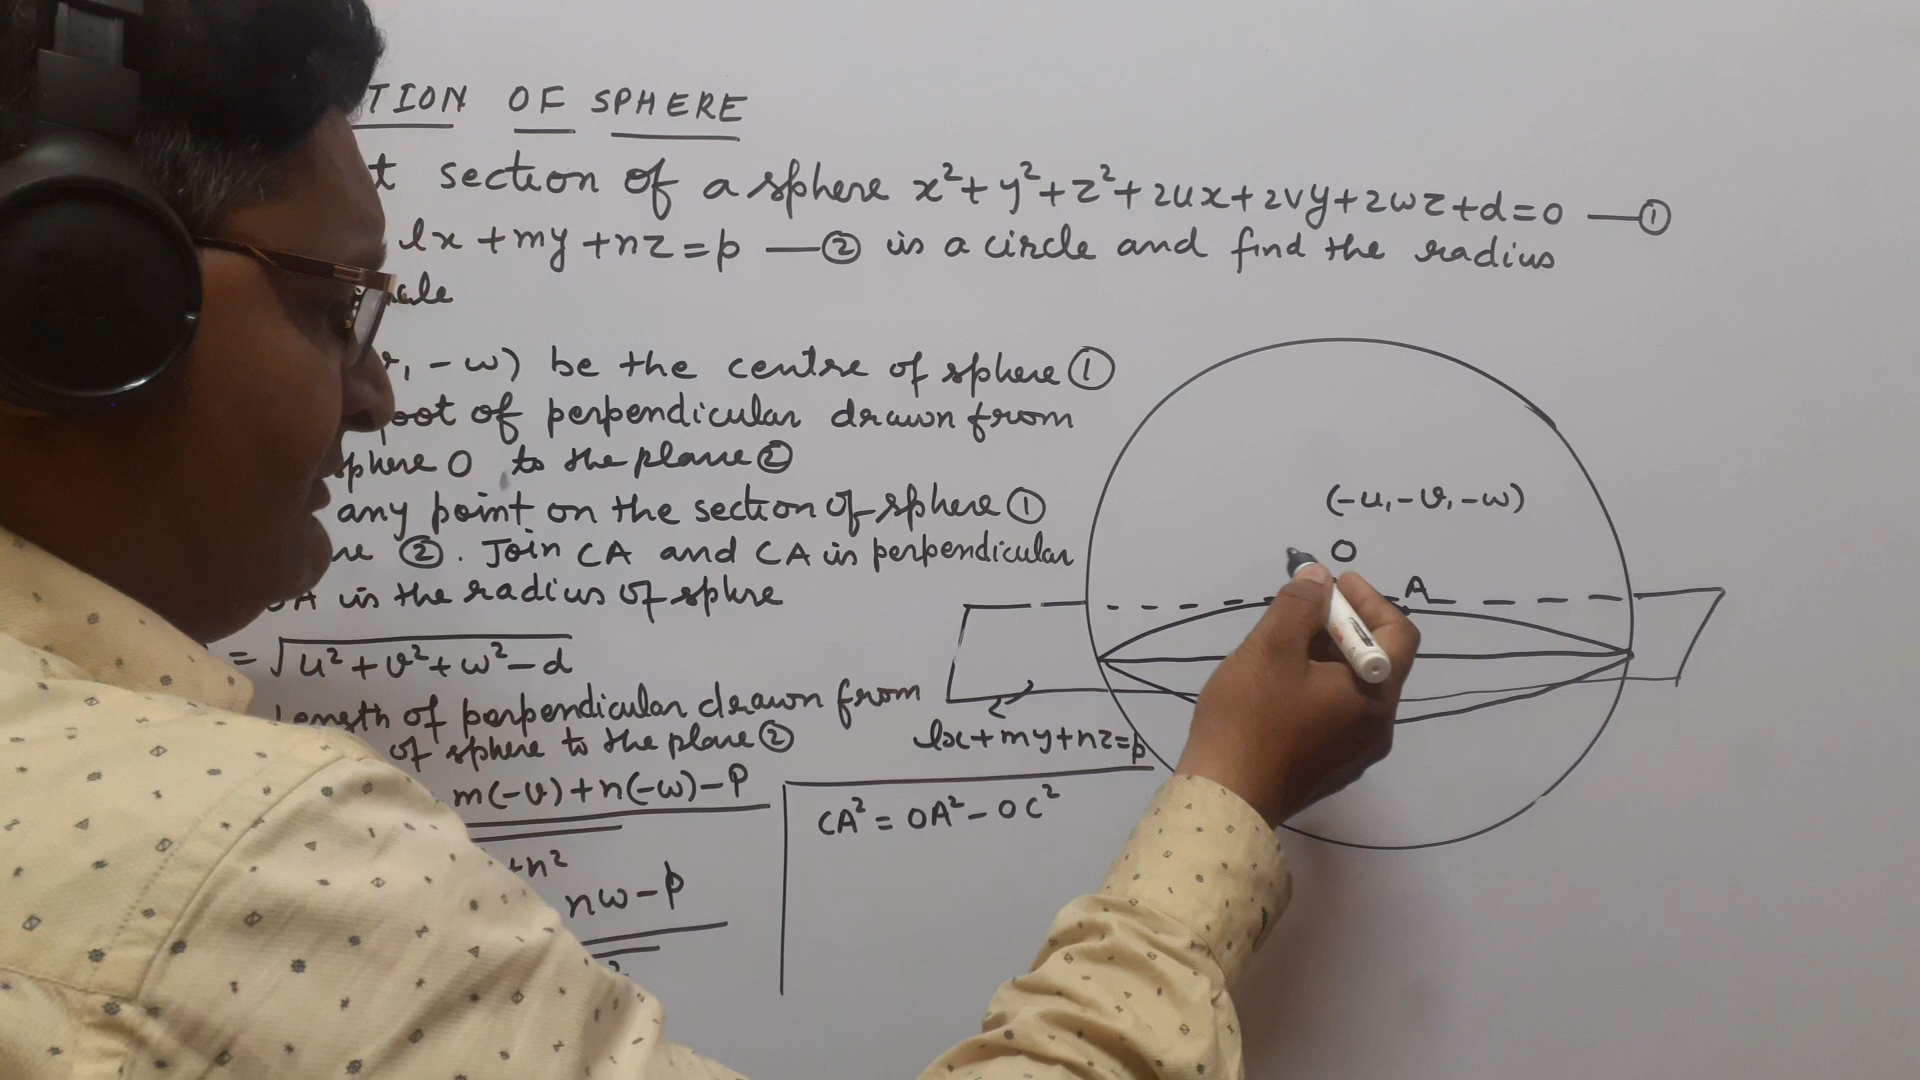 TION OF SPHERE
t section of a sphere x²+y²+z²+2ux+2vy+2wz+d=0 —①
lx+my+nz=p —② is a circle and find the radius
, -w) be the centre of sphere ①
foot of perpendicular drawn from
sphere O to the plane ②
any point on the section of sphere ①
②. Join CA and CA is perpendicular
is the radius of sphre
=√u²+v²+w²-d
Length of perpendicular drawn from
of sphere to the plane ②
m(-v)+n(-w)-p
+n²
nw-p
CA²=OA²-OC²
(-u,-v,-w)
O
A
lx+my+nz=p